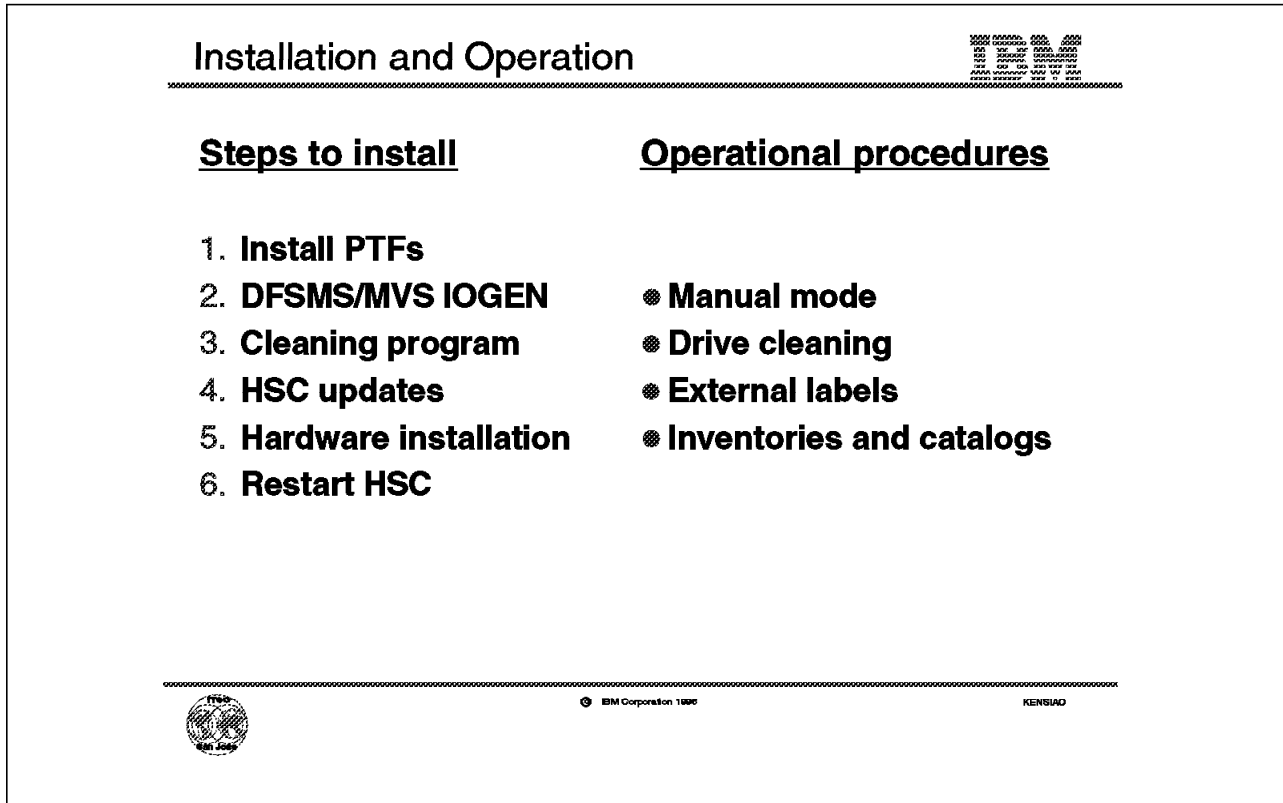 Installation and Operation
IBM
Steps to install
1. Install PTFs
2. DFSMS/MVS IOGEN
3. Cleaning program
4. HSC updates
5. Hardware installation
6. Restart HSC
Operational procedures
● Manual mode
● Drive cleaning
● External labels
● Inventories and catalogs
ITSO
San Jose
© IBM Corporation 1996
KENSIAO